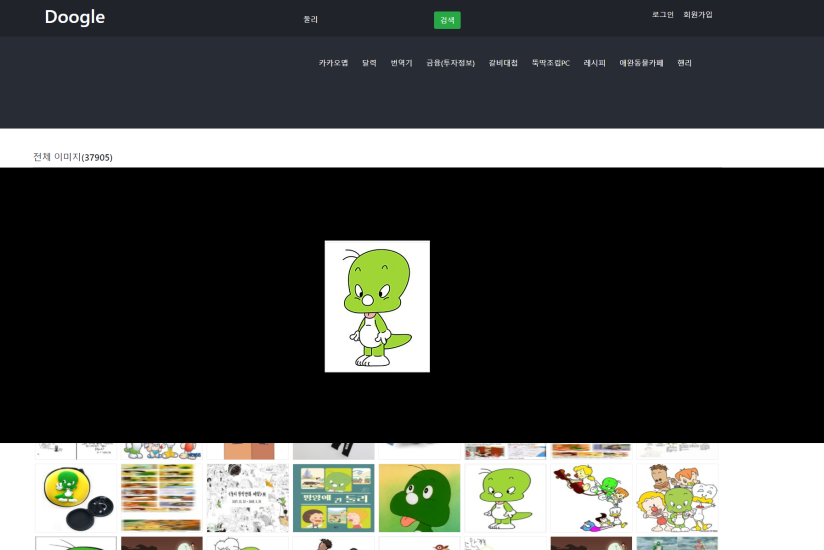 Doogle
둘리
검색
로그인 회원가입
카카오맵 달력 번역기 금융(투자정보) 갈비대첩 뚝딱조립PC 레시피 애완동물카페 핸리
전체 이미지(37905)